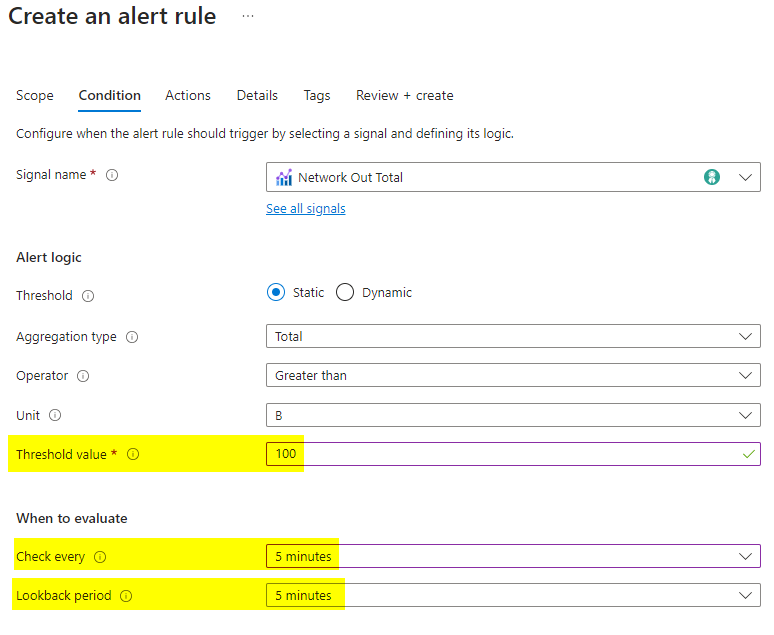 Create an alert rule ...
Scope Condition Actions Details Tags Review + create
Configure when the alert rule should trigger by selecting a signal and defining its logic.
Signal name * Network Out Total
See all signals
Alert logic
Threshold Static Dynamic
Aggregation type Total
Operator Greater than
Unit B
Threshold value * 100
When to evaluate
Check every 5 minutes
Lookback period 5 minutes